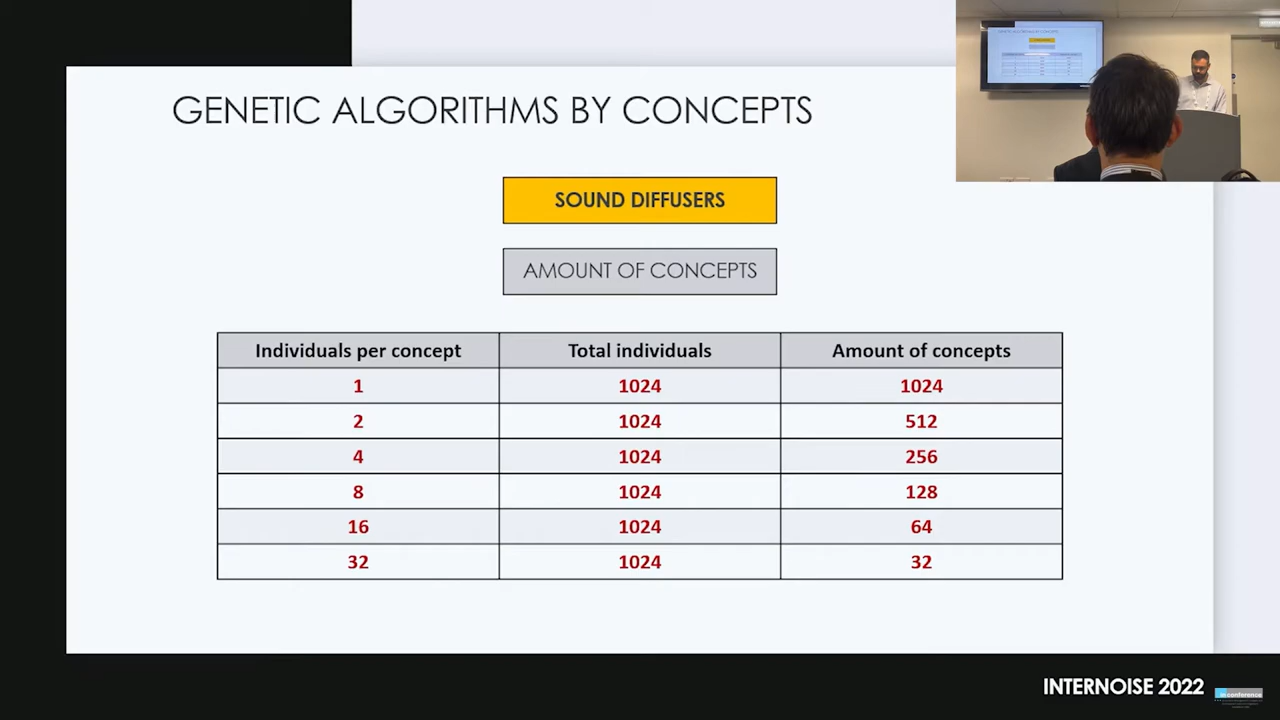 GENETIC ALGORITHMS BY CONCEPTS
SOUND DIFFUSERS
AMOUNT OF CONCEPTS
Individuals per concept Total individuals Amount of concepts
1 1024 1024
2 1024 512
4 1024 256
8 1024 128
16 1024 64
32 1024 32
INTERNOISE 2022
inconference